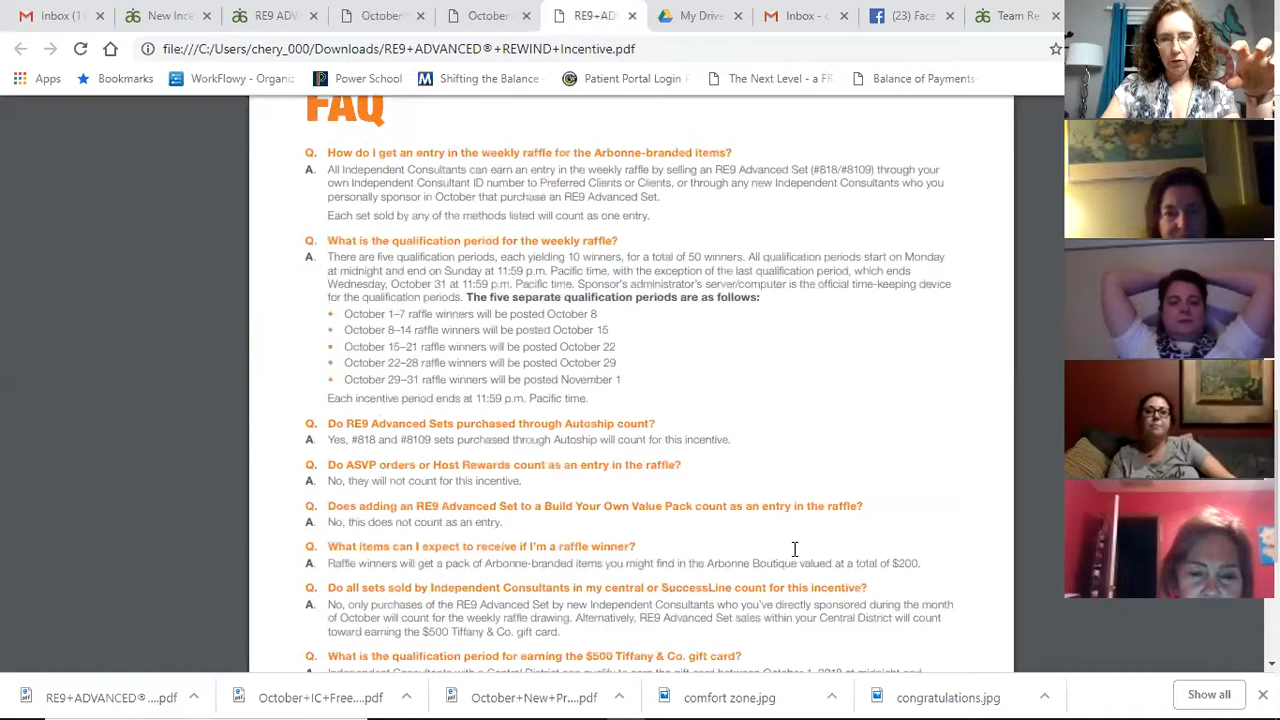 Inbox (1
New Ince
RE9 ADV
October
October
RE9+AD
My Drive
Inbox - c
(23) Face
Team Re
file:///C:/Users/chery_000/Downloads/RE9+ADVANCED®+REWIND+Incentive.pdf
Apps
Bookmarks
WorkFlowy - Organi
Power School
Shifting the Balance
Patient Portal Login
The Next Level - a FR
Balance of Payments
FAQ
Q. How do I get an entry in the weekly raffle for the Arbonne-branded items?
A. All Independent Consultants can earn an entry in the weekly raffle by selling an RE9 Advanced Set (#818/#8109) through your
own Independent Consultant ID number to Preferred Clients or Clients, or through any new Independent Consultants who you
personally sponsor in October that purchase an RE9 Advanced Set.
Each set sold by any of the methods listed will count as one entry.
Q. What is the qualification period for the weekly raffle?
A. There are five qualification periods, each yielding 10 winners, for a total of 50 winners. All qualification periods start on Monday
at midnight and end on Sunday at 11:59 p.m. Pacific time, with the exception of the last qualification period, which ends
Wednesday, October 31 at 11:59 p.m. Pacific time. Sponsor's administrator's server/computer is the official time-keeping device
for the qualification periods. The five separate qualification periods are as follows:
• October 1–7 raffle winners will be posted October 8
• October 8–14 raffle winners will be posted October 15
• October 15–21 raffle winners will be posted October 22
• October 22–28 raffle winners will be posted October 29
• October 29–31 raffle winners will be posted November 1
Each incentive period ends at 11:59 p.m. Pacific time.
Q. Do RE9 Advanced Sets purchased through Autoship count?
A. Yes, #818 and #8109 sets purchased through Autoship will count for this incentive.
Q. Do ASVP orders or Host Rewards count as an entry in the raffle?
A. No, they will not count for this incentive.
Q. Does adding an RE9 Advanced Set to a Build Your Own Value Pack count as an entry in the raffle?
A. No, this does not count as an entry.
Q. What items can I expect to receive if I'm a raffle winner?
A. Raffle winners will get a pack of Arbonne-branded items you might find in the Arbonne Boutique valued at a total of $200.
Q. Do all sets sold by Independent Consultants in my central or SuccessLine count for this incentive?
A. No, only purchases of the RE9 Advanced Set by new Independent Consultants who you've directly sponsored during the month
of October will count for the weekly raffle drawing. Alternatively, RE9 Advanced Set sales within your Central District will count
toward earning the $500 Tiffany & Co. gift card.
Q. What is the qualification period for earning the $500 Tiffany & Co. gift card?
RE9+ADVANCED®....pdf
October+IC+Free....pdf
October+New+Pr....pdf
comfort zone.jpg
congratulations.jpg
Show all